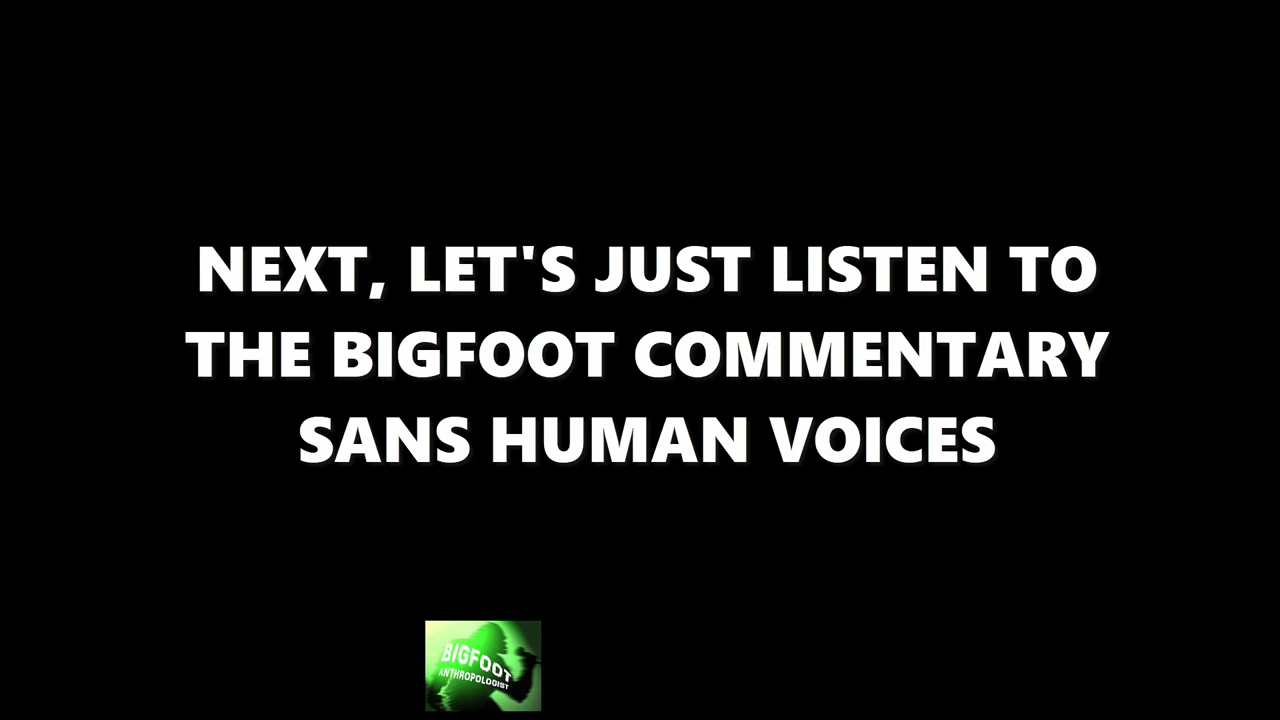 NEXT, LET'S JUST LISTEN TO
THE BIGFOOT COMMENTARY
SANS HUMAN VOICES
BIGFOOT
ANTHROPOLOGIST